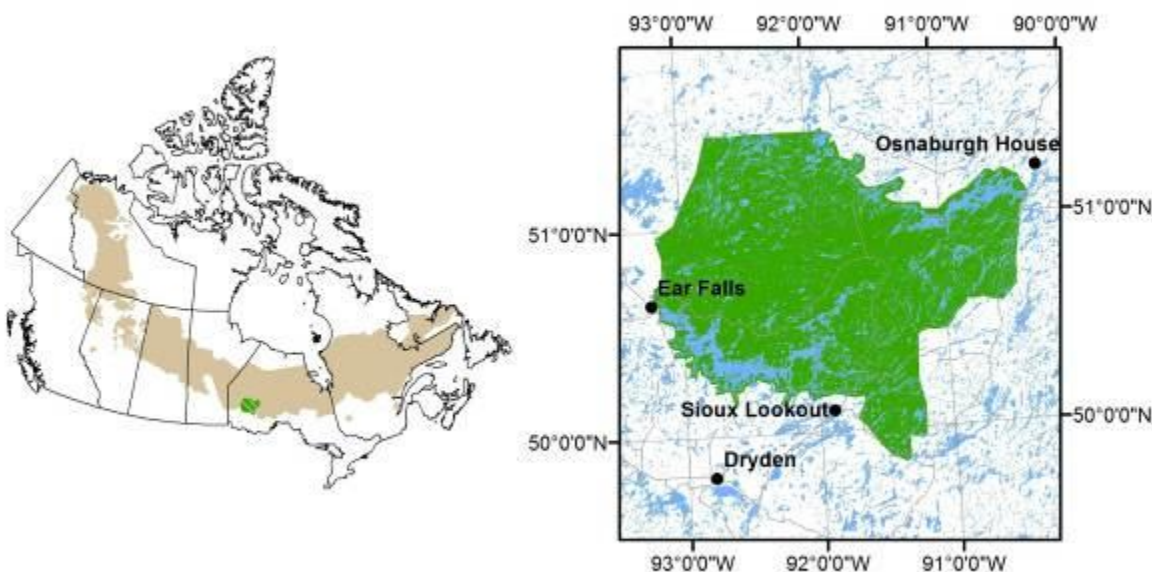 93°0'0"W 92°0'0"W 91°0'0"W 90°0'0"W
Osnaburgh House
51°0'0"N
51°0'0"N
Ear Falls
Sioux Lookout
50°0'0"N
50°0'0"N
Dryden
93°0'0"W 92°0'0"W 91°0'0"W